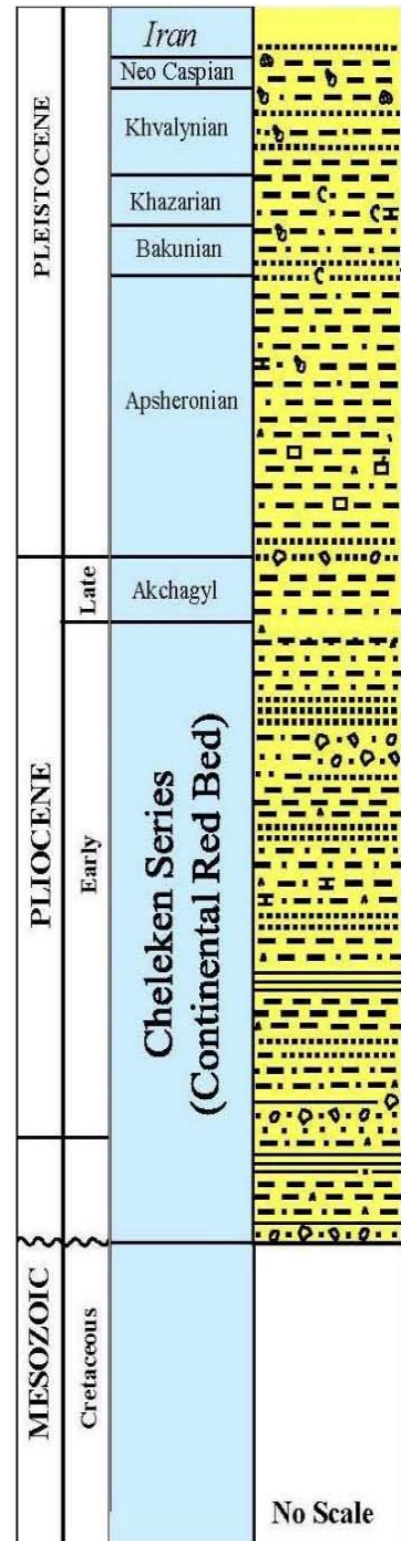 Iran
PLEISTOCENE
Neo Caspian
Khvalynian
Khazarian
Bakunian
Apsheronian
PLIOCENE
Late
Akchagyl
Early
Cheleken Series
(Continental Red Bed)
MESOZOIC
Cretaceous
No Scale